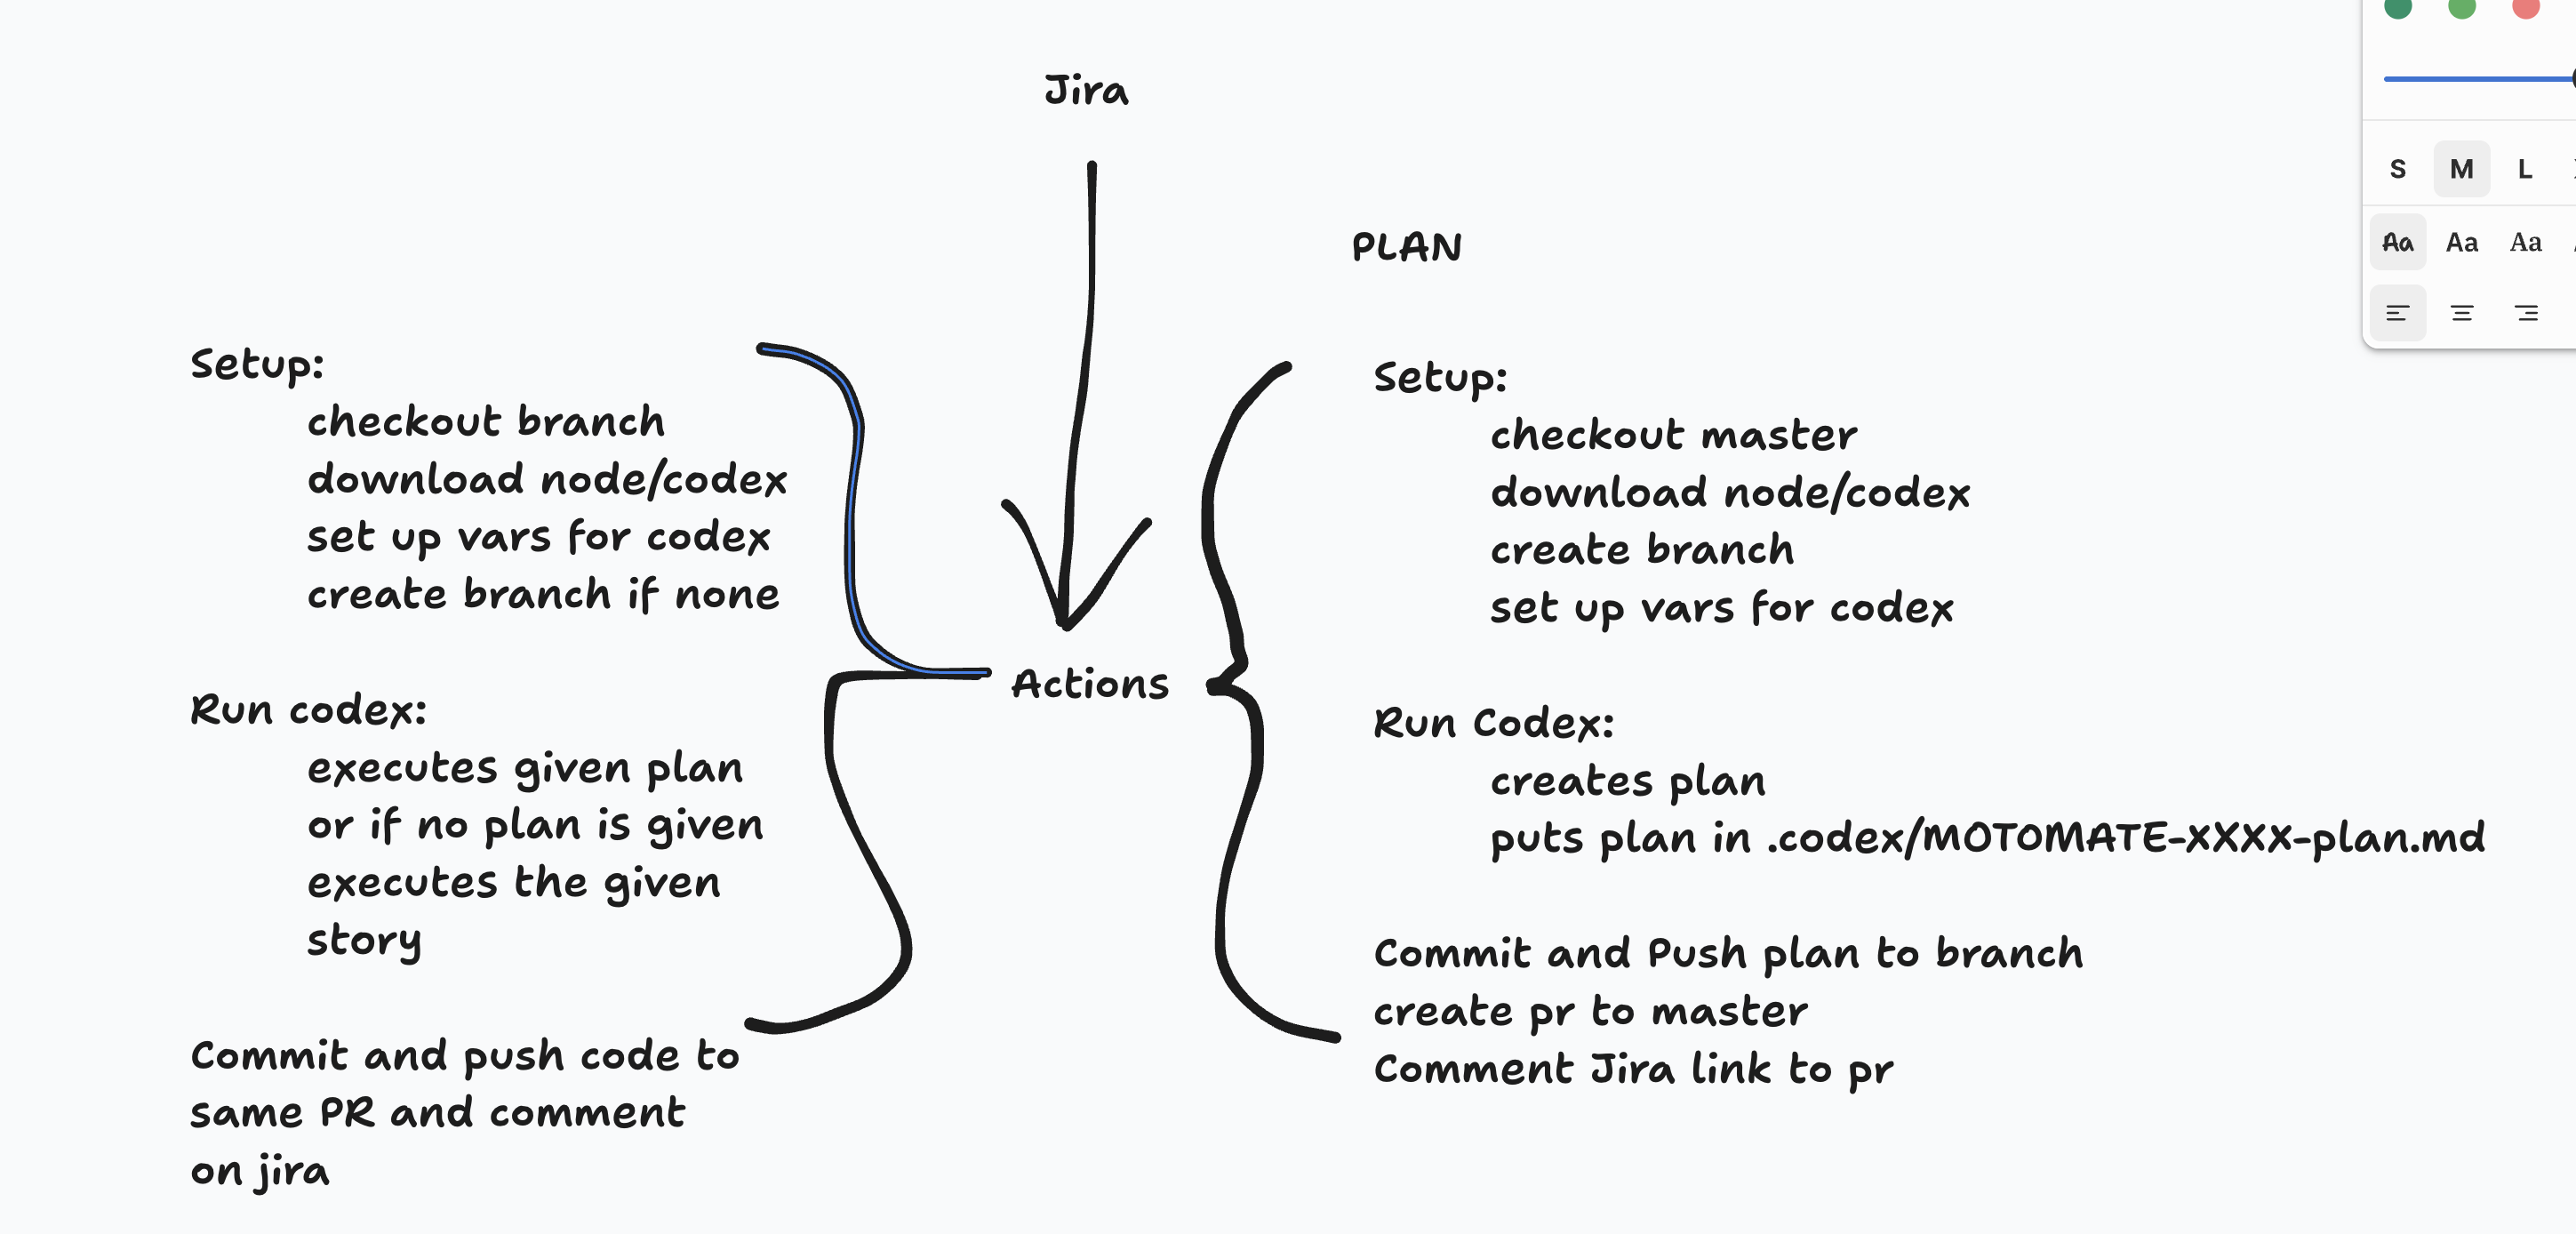 Jira
PLAN
Setup:
checkout branch
download node/codex
set up vars for codex
create branch if none
Run codex:
executes given plan
or if no plan is given
executes the given
story
Commit and push code to
same PR and comment
on jira
Actions
Setup:
checkout master
download node/codex
create branch
set up vars for codex
Run Codex:
creates plan
puts plan in .codex/MOTOMATE-XXXX-plan.md
Commit and Push plan to branch
create pr to master
Comment Jira link to pr
S M L
Aa Aa Aa